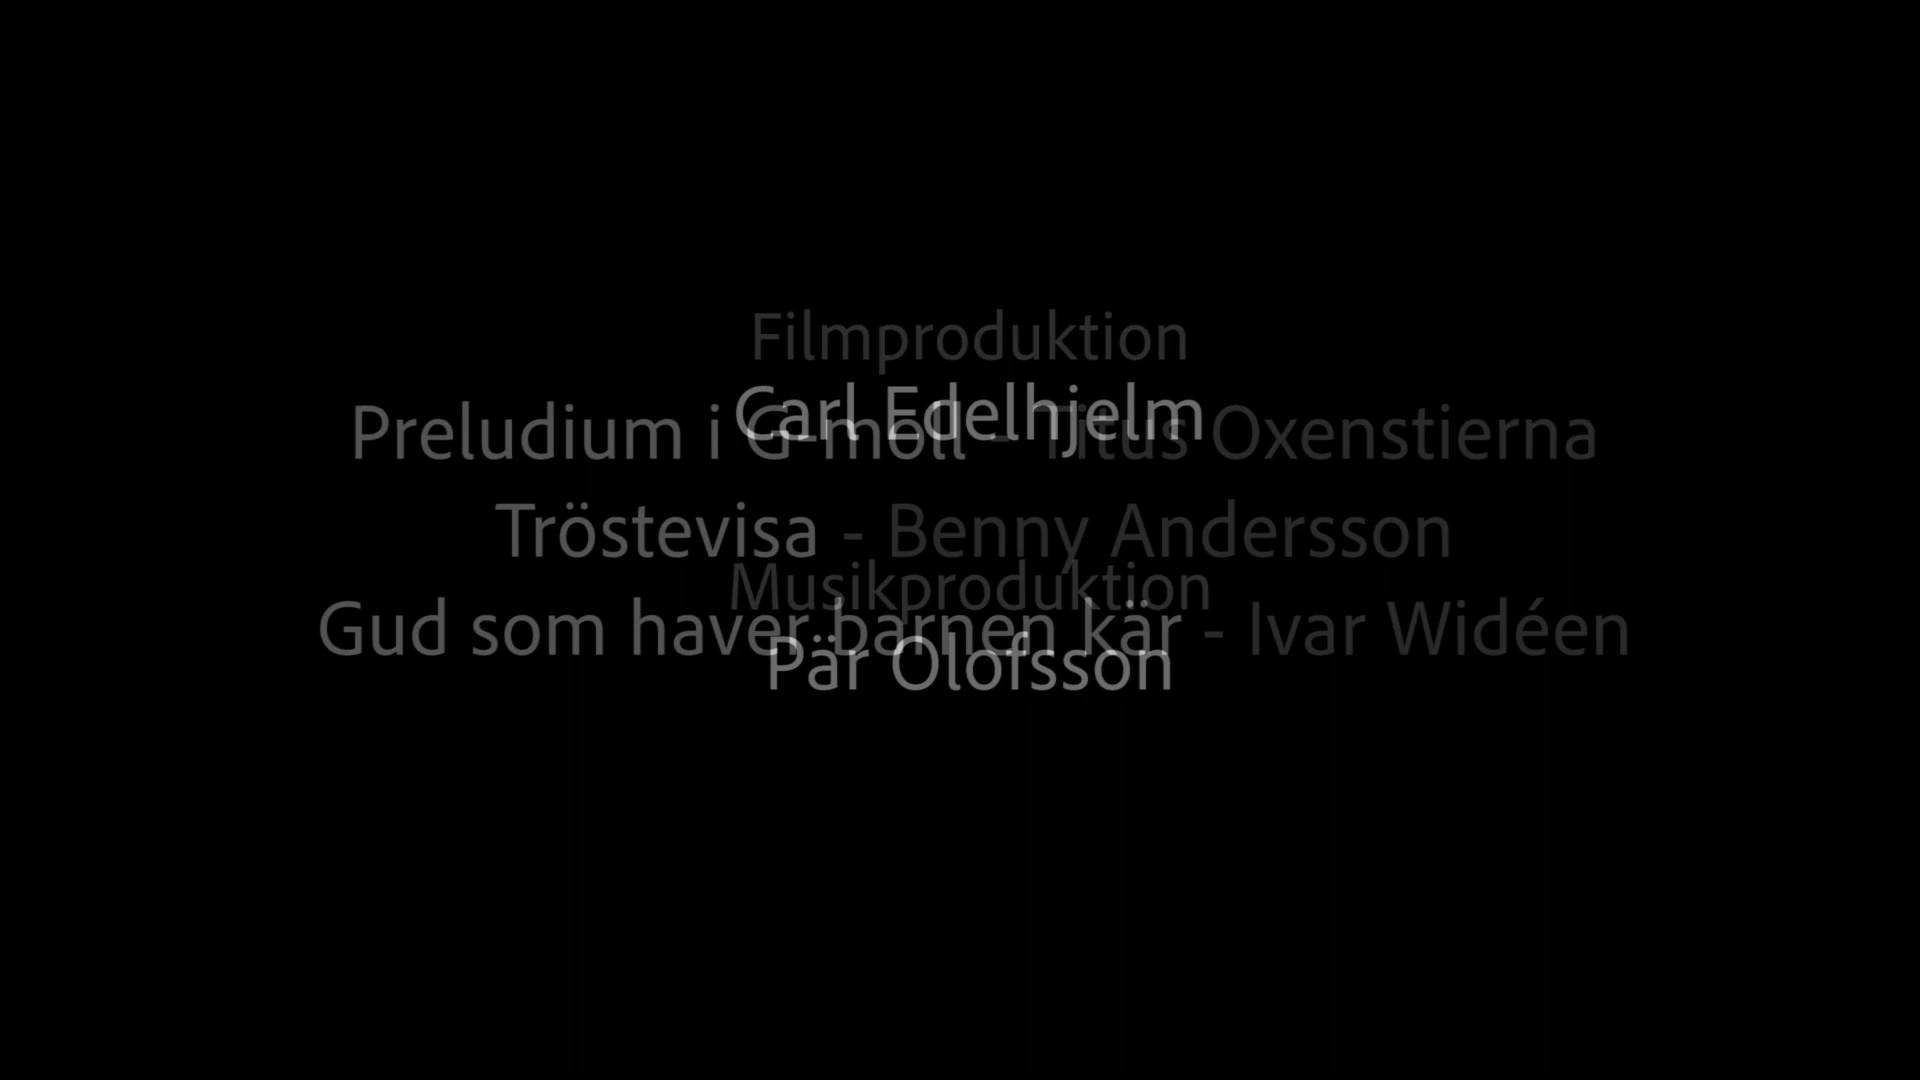 Filmproduktion
Carl Edelhjelm
Preludium i G-moll - Titus Oxenstierna
Tröstevisa - Benny Andersson
Musikproduktion
Gud som haver barnen kär - Ivar Widéen
Pär Olofsson